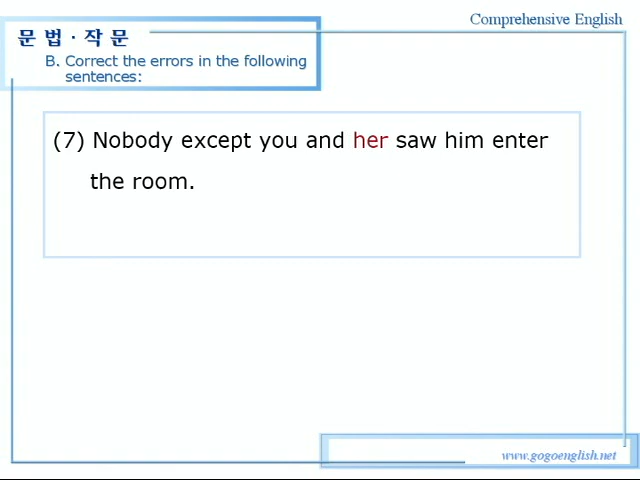 Comprehensive English
문 법 · 작 문
B. Correct the errors in the following
sentences:
(7) Nobody except you and her saw him enter
the room.
www.gogoenglish.net